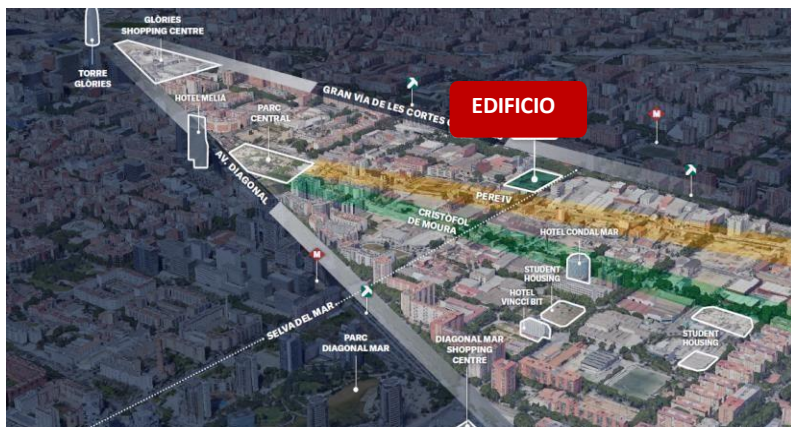 GLÒRIES
SHOPPING CENTRE
TORRE
GLÒRIES
HOTEL MELIÀ
PARC
CENTRAL
GRAN VÍA DE LES CORTES
EDIFICIO
M
AV. DIAGONAL
PERE IV
CRISTÒFOL
DE MOURA
HOTEL CONDAL MAR
STUDENT
HOUSING
HOTEL
VINCCI BIT
M
SELVA DEL MAR
PARC
DIAGONAL MAR
DIAGONAL MAR
SHOPPING
CENTRE
STUDENT
HOUSING